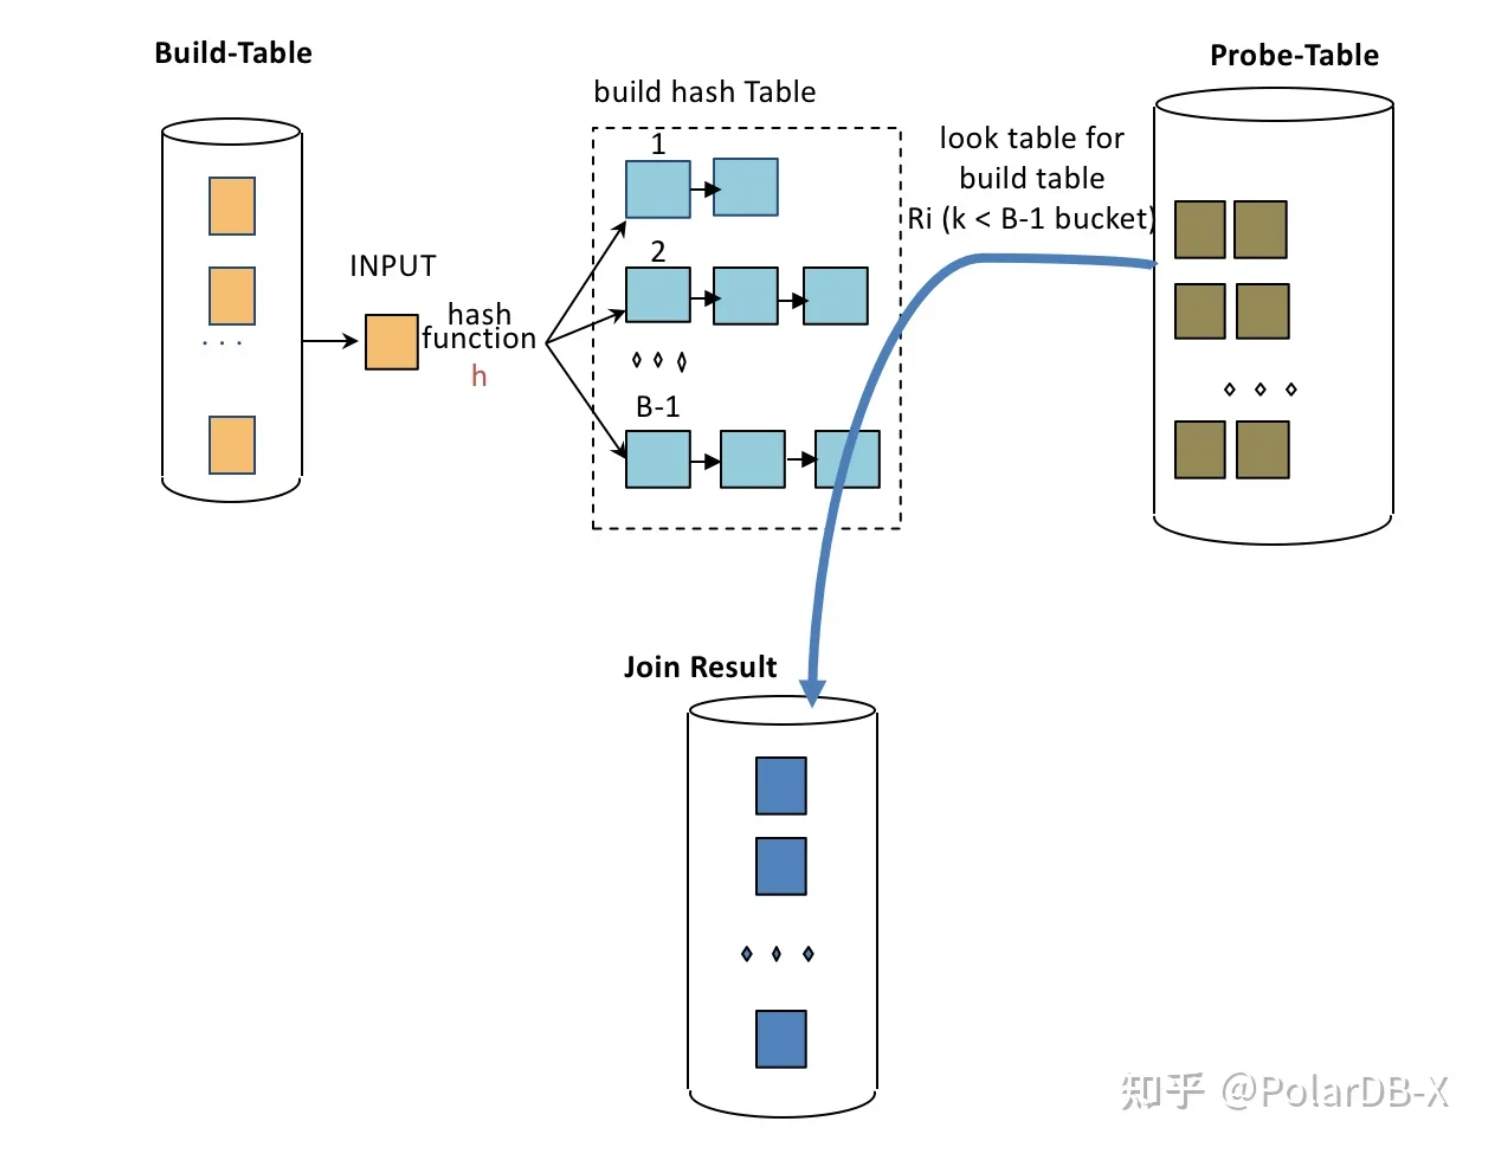 Build-Table
Probe-Table
build hash Table
look table for
build table
Ri (k < B-1 bucket)
1
2
INPUT
hash
function
h
B-1
Join Result
知乎 @PolarDB-X